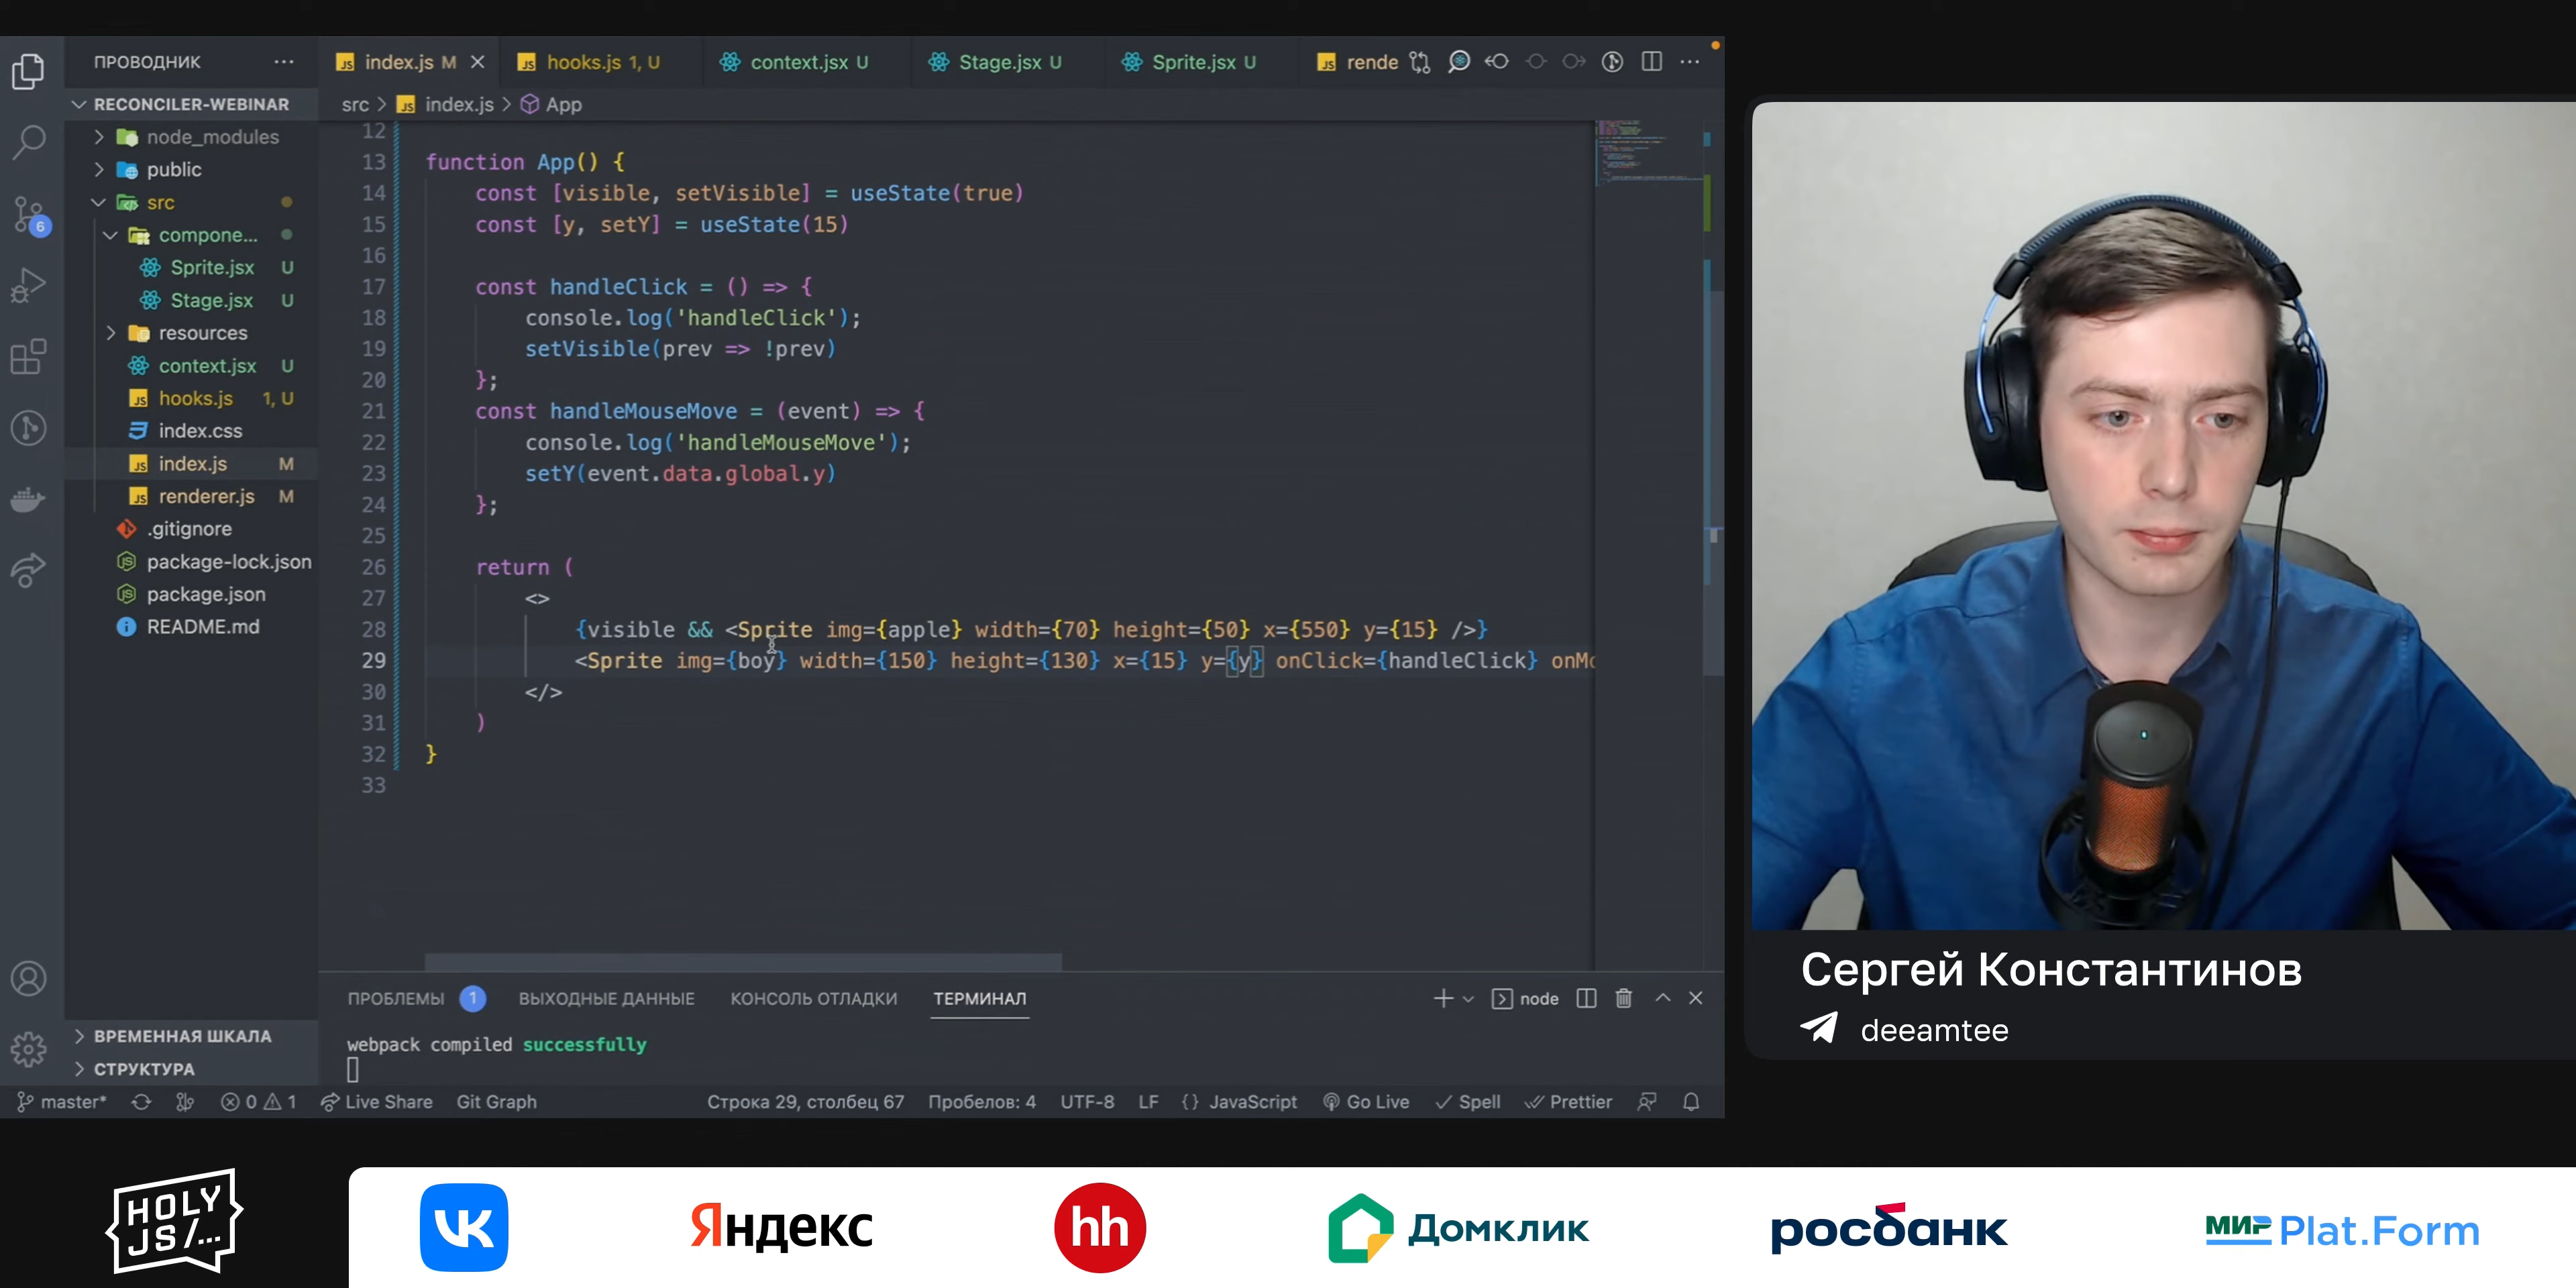 ПРОВОДНИК ...
RECONCILER-WEBINAR
node_modules
public
src
compone...
Sprite.jsx U
Stage.jsx U
resources
context.jsx U
hooks.js 1, U
index.css
index.js M
renderer.js M
.gitignore
package-lock.json
package.json
README.md
ВРЕМЕННАЯ ШКАЛА
СТРУКТУРА
6
index.js M
hooks.js 1, U
context.jsx U
Stage.jsx U
Sprite.jsx U
rende
src > index.js > App
12
13 function App() {
14 const [visible, setVisible] = useState(true)
15 const [y, setY] = useState(15)
16
17 const handleClick = () => {
18 console.log('handleClick');
19 setVisible(prev => !prev)
20 };
21 const handleMouseMove = (event) => {
22 console.log('handleMouseMove');
23 setY(event.data.global.y)
24 };
25
26 return (
27 <>
28 {visible && <Sprite img={apple} width={70} height={50} x={550} y={15} />}
29 <Sprite img={boy} width={150} height={130} x={15} y={y} onClick={handleClick} onMo
30 </>
31 )
32 }
33
ПРОБЛЕМЫ 1 ВЫХОДНЫЕ ДАННЫЕ КОНСОЛЬ ОТЛАДКИ ТЕРМИНАЛ
node
webpack compiled successfully
master* 0 1 Live Share Git Graph Строка 29, столбец 67 Пробелов: 4 UTF-8 LF {} JavaScript Go Live Spell Prettier
Сергей Константинов
deeamtee
HOLY
JS/...
VK
Яндекс
hh
Домклик
росбанк
МИР Plat.Form